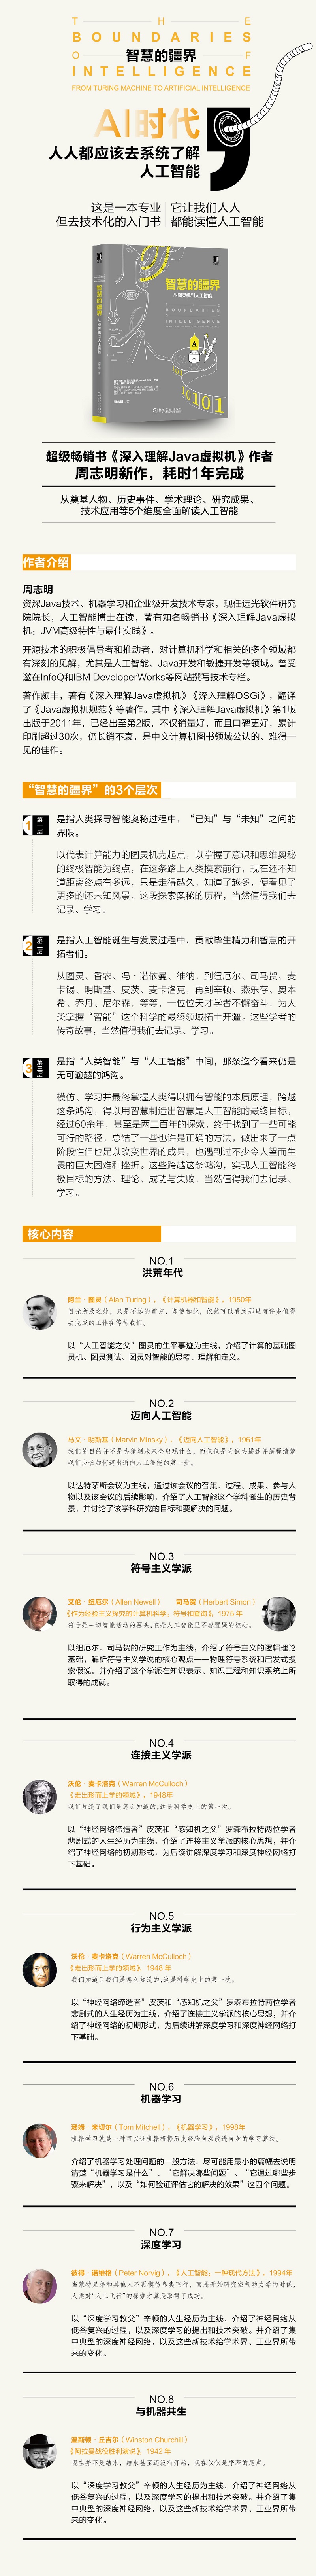 THE
BOUNDARIES
OF
智慧的疆界
INTELLIGENCE
FROM TURING MACHINE TO ARTIFICIAL INTELLIGENCE
AI时代
人人都应该去系统了解
人工智能
这是一本专业 它让我们人人
但去技术化的入门书 都能读懂人工智能
智慧的疆界
从图灵机到人工智能
BOUNDARIES
INTELLIGENCE
10101
超级畅销书《深入理解Java虚拟机》作者
周志明新作,耗时1年完成
从奠基人物、历史事件、学术理论、研究成果、
技术应用等5个维度全面解读人工智能
作者介绍
周志明
资深Java技术、机器学习和企业级开发技术专家,现任远光软件研究
院院长,人工智能博士在读,著有知名畅销书《深入理解Java虚拟
机:JVM高级特性与最佳实践》。
开源技术的积极倡导者和推动者,对计算机科学和相关的多个领域都
有深刻的见解,尤其是人工智能、Java开发和敏捷开发等领域。曾受
邀在InfoQ和IBM DeveloperWorks等网站撰写技术专栏。
著作颇丰,著有《深入理解Java虚拟机》《深入理解OSGi》,翻译
了《Java虚拟机规范》等著作。其中《深入理解Java虚拟机》第1版
出版于2011年,已经出至第2版,不仅销量好,而且口碑更好,累计
印刷超过30次,仍长销不衰,是中文计算机图书领域公认的、难得一
见的佳作。
“智慧的疆界”的3个层次
1 第一层
是指人类探寻智能奥秘过程中,“已知”与“未知”之间的
界限。
以代表计算能力的图灵机为起点,以掌握了意识和思维奥秘
的终极智能为终点,在这条路上人类摸索前行,现在还不知
道距离终点有多远,只是走得越久,知道了越多,便看见了
更多的还未知风景。这段探索奥秘的历程,当然值得我们去
记录、学习。
2 第二层
是指人工智能诞生与发展过程中,贡献毕生精力和智慧的开
拓者们。
从图灵、香农、冯·诺依曼、维纳,到纽厄尔、司马贺、麦
卡锡、明斯基、皮茨、麦卡洛克,再到辛顿、燕乐存、奥本
希、乔丹、尼尔森,等等,一位位天才学者不懈奋斗,为人
类掌握“智能”这个科学的最终领域拓土开疆。这些学者的
传奇故事,当然值得我们去记录、学习。
3 第三层
是指“人类智能”与“人工智能”中间,那条迄今看来仍是
无可逾越的鸿沟。
模仿、学习并最终掌握人类得以拥有智能的本质原理,跨越
这条鸿沟,得以用智慧制造出智慧是人工智能的最终目标,
经过60余年,甚至是两三百年的探索,终于找到了一些可能
可行的路径,总结了一些也许是正确的方法,做出来了一点
阶段性但也足以改变世界的成果,也遇到过不少令人望而生
畏的巨大困难和挫折。这些跨越这条鸿沟,实现人工智能终
极目标的方法、理论、成功与失败,当然值得我们去记录、
学习。
核心内容
NO.1
洪荒年代
阿兰·图灵(Alan Turing),《计算机器和智能》,1950年
目光所及之处,只是不远的前方,即使如此,依然可以看到那里有许多值得
去完成的工作在等待我们。
以“人工智能之父”图灵的生平事迹为主线,介绍了计算的基础图
灵机、图灵测试、图灵对智能的思考、理解和定义。
NO.2
迈向人工智能
马文·明斯基(Marvin Minsky),《迈向人工智能》,1961年
我们的目的并不是去猜测未来会出现什么,而仅仅是尝试去描述并解释清楚
我们应该如何迈出通向人工智能的第一步。
以达特茅斯会议为主线,通过该会议的召集、过程、成果、参与人
物以及该会议的后续影响,介绍了人工智能这个学科诞生的历史背
景,并讨论了该学科研究的目标和要解决的问题。
NO.3
符号主义学派
艾伦·纽厄尔(Allen Newell) 司马贺(Herbert Simon)
《作为经验主义探究的计算机科学:符号和查询》,1975 年
符号是一切智能活动的源头,它是人工智能里不容置疑的核心。
以纽厄尔、司马贺的研究工作为主线,介绍了符号主义的逻辑理论
基础,解析符号主义学说的核心观点——物理符号系统和启发式搜
索假说。并介绍了这个学派在知识表示、知识工程和知识系统上所
取得的成就。
NO.4
连接主义学派
沃伦·麦卡洛克(Warren McCulloch)
《走出形而上学的领域》,1948年
我们知道了我们是怎么知道的,这是科学史上的第一次。
以“神经网络缔造者”皮茨和“感知机之父”罗森布拉特两位学者
悲剧式的人生经历为主线,介绍了连接主义学派的核心思想,并介
绍了神经网络的初期形式,为后续讲解深度学习和深度神经网络打
下基础。
NO.5
行为主义学派
沃伦·麦卡洛克(Warren McCulloch)
《走出形而上学的领域》,1948 年
我们知道了我们是怎么知道的,这是科学史上的第一次。
以“神经网络缔造者”皮茨和“感知机之父”罗森布拉特两位学者
悲剧式的人生经历为主线,介绍了连接主义学派的核心思想,并介
绍了神经网络的初期形式,为后续讲解深度学习和深度神经网络打
下基础。
NO.6
机器学习
汤姆·米切尔(Tom Mitchell),《机器学习》,1998年
机器学习就是一种可以让机器根据历史经验自动改进自身的学习算法。
介绍了机器学习处理问题的一般方法,尽可能用最小的篇幅去说明
清楚“机器学习是什么”、“它解决哪些问题”、“它通过哪些步
骤来解决”,以及“如何验证评估它的解决的效果”这四个问题。
NO.7
深度学习
彼得·诺维格(Peter Norvig),《人工智能:一种现代方法》,1994年
当莱特兄弟和其他人不再模仿鸟类飞行,而是开始研究空气动力学的时候,
人类对“人工飞行”的探索才算是取得了成功。
以“深度学习教父”辛顿的人生经历为主线,介绍了神经网络从
低谷复兴的过程,以及深度学习的提出和技术突破。并介绍了集
中典型的深度神经网络,以及这些新技术给学术界、工业界所带
来的变化。
NO.8
与机器共生
温斯顿·丘吉尔(Winston Churchill)
《阿拉曼战役胜利演说》,1942 年
现在并不是结束,结束甚至还没有开始,现在仅仅是序幕的尾声。
以“深度学习教父”辛顿的人生经历为主线,介绍了神经网络从
低谷复兴的过程,以及深度学习的提出和技术突破。并介绍了集
中典型的深度神经网络,以及这些新技术给学术界、工业界所带
来的变化。